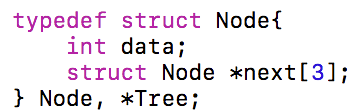 typedef struct Node{
    int data;
    struct Node *next[3];
} Node, *Tree;